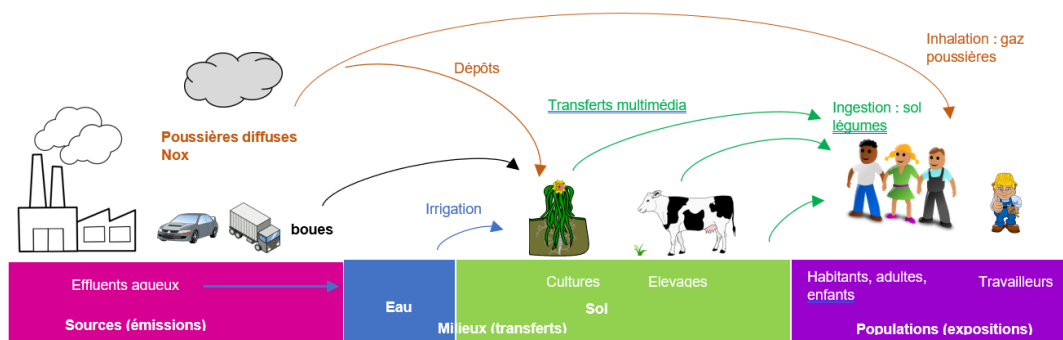 Inhalation : gaz
poussières
Dépôts
Transferts multimédia
Ingestion : sol
légumes
Poussières diffuses
Nox
Irrigation
boues
Effluents aqueux
Sources (émissions)
Eau
Cultures
Elevages
Sol
Milieux (transferts)
Habitants, adultes,
enfants
Travailleurs
Populations (expositions)